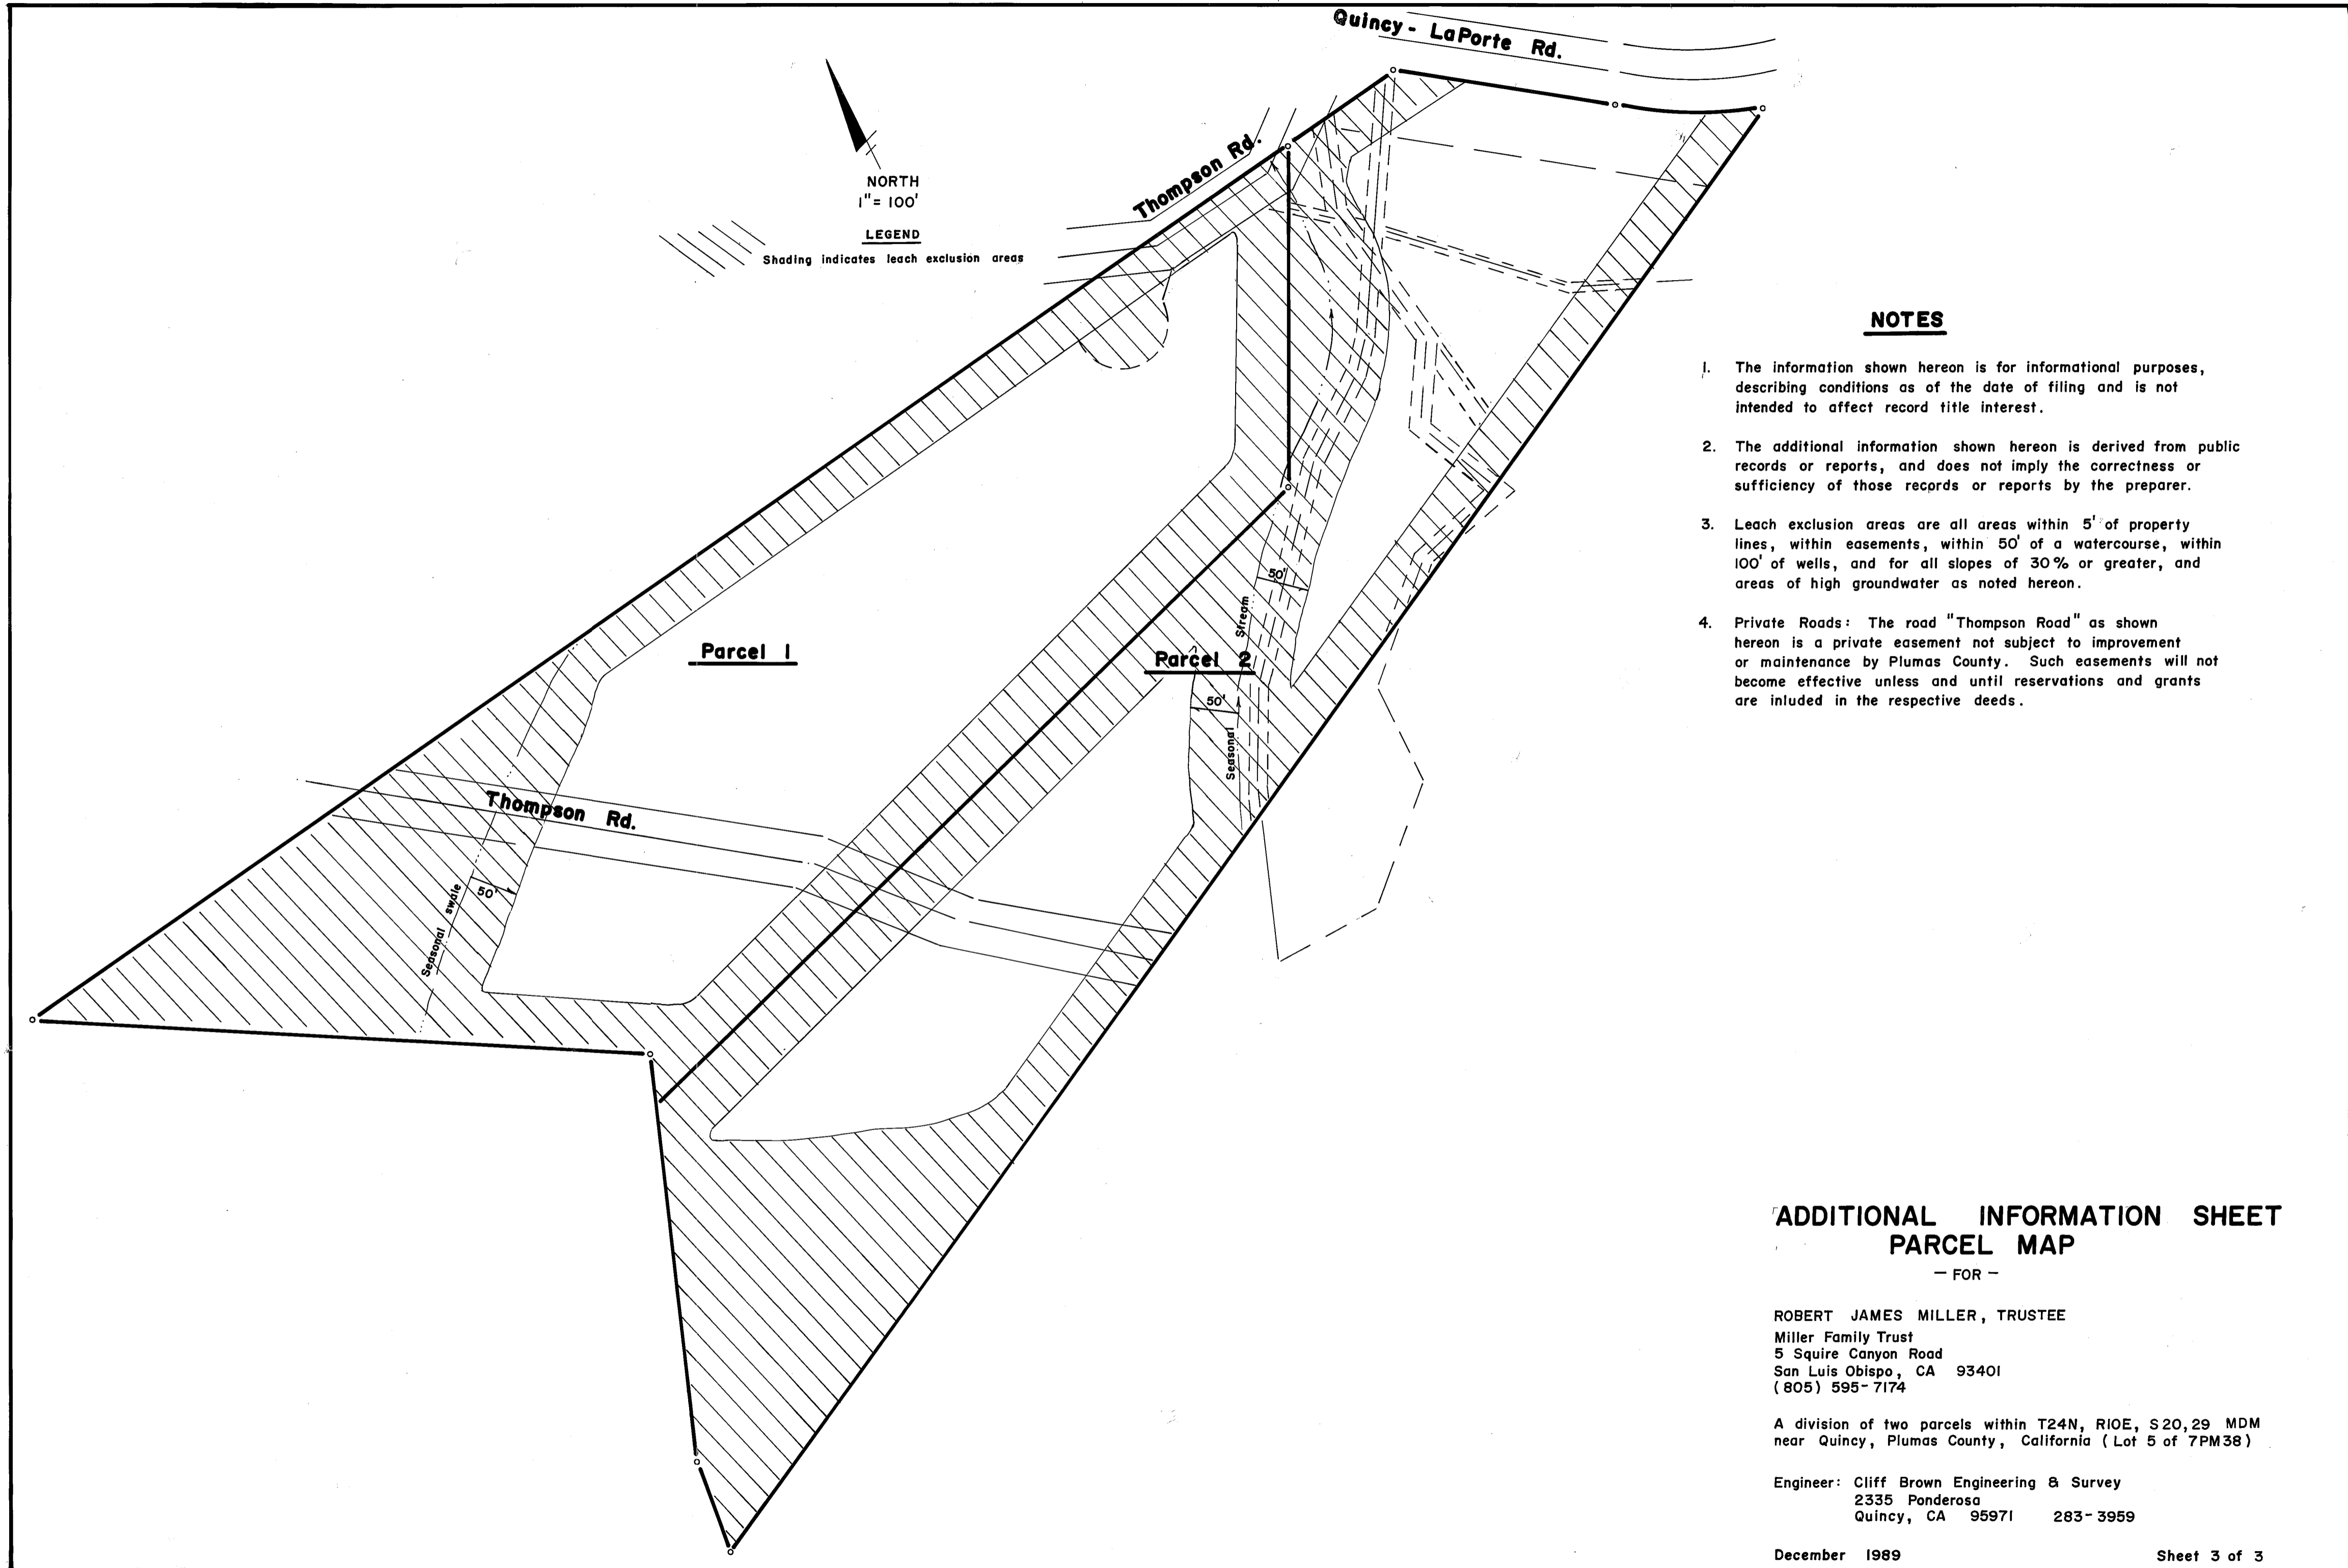 Quincy - LaPorte Rd.
Thompson Rd.
NORTH
1" = 100'
LEGEND
Shading indicates leach exclusion areas
NOTES
1. The information shown hereon is for informational purposes,
describing conditions as of the date of filing and is not
intended to affect record title interest.
2. The additional information shown hereon is derived from public
records or reports, and does not imply the correctness or
sufficiency of those records or reports by the preparer.
3. Leach exclusion areas are all areas within 5' of property
lines, within easements, within 50' of a watercourse, within
100' of wells, and for all slopes of 30% or greater, and
areas of high groundwater as noted hereon.
4. Private Roads: The road "Thompson Road" as shown
hereon is a private easement not subject to improvement
or maintenance by Plumas County. Such easements will not
become effective unless and until reservations and grants
are inluded in the respective deeds.
50'
Parcel 1
Parcel 2
50'
Seasonal Stream
Thompson Rd.
50'
Seasonal swale
ADDITIONAL INFORMATION SHEET
PARCEL MAP
- FOR -
ROBERT JAMES MILLER, TRUSTEE
Miller Family Trust
5 Squire Canyon Road
San Luis Obispo, CA 93401
(805) 595-7174
A division of two parcels within T24N, R10E, S20,29 MDM
near Quincy, Plumas County, California (Lot 5 of 7PM38)
Engineer: Cliff Brown Engineering & Survey
2335 Ponderosa
Quincy, CA 95971 283-3959
December 1989 Sheet 3 of 3